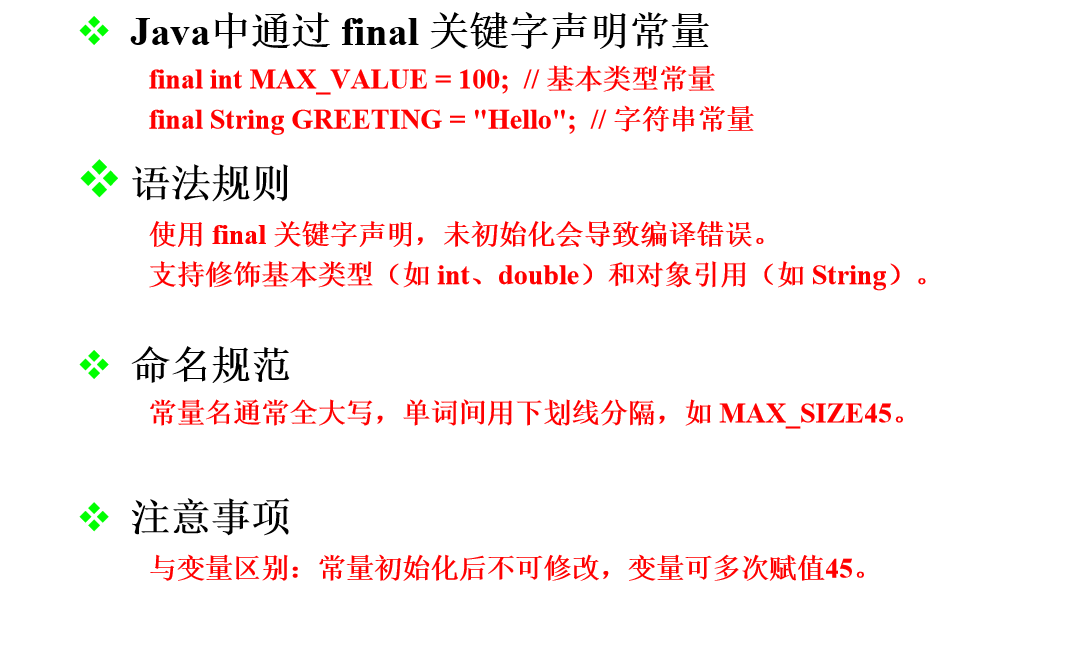 Java中通过 final 关键字声明常量
final int MAX_VALUE = 100;  // 基本类型常量
final String GREETING = "Hello";  // 字符串常量
语法规则
使用 final 关键字声明，未初始化会导致编译错误。
支持修饰基本类型（如 int、double）和对象引用（如 String）。
命名规范
常量名通常全大写，单词间用下划线分隔，如 MAX_SIZE45。
注意事项
与变量区别：常量初始化后不可修改，变量可多次赋值45。